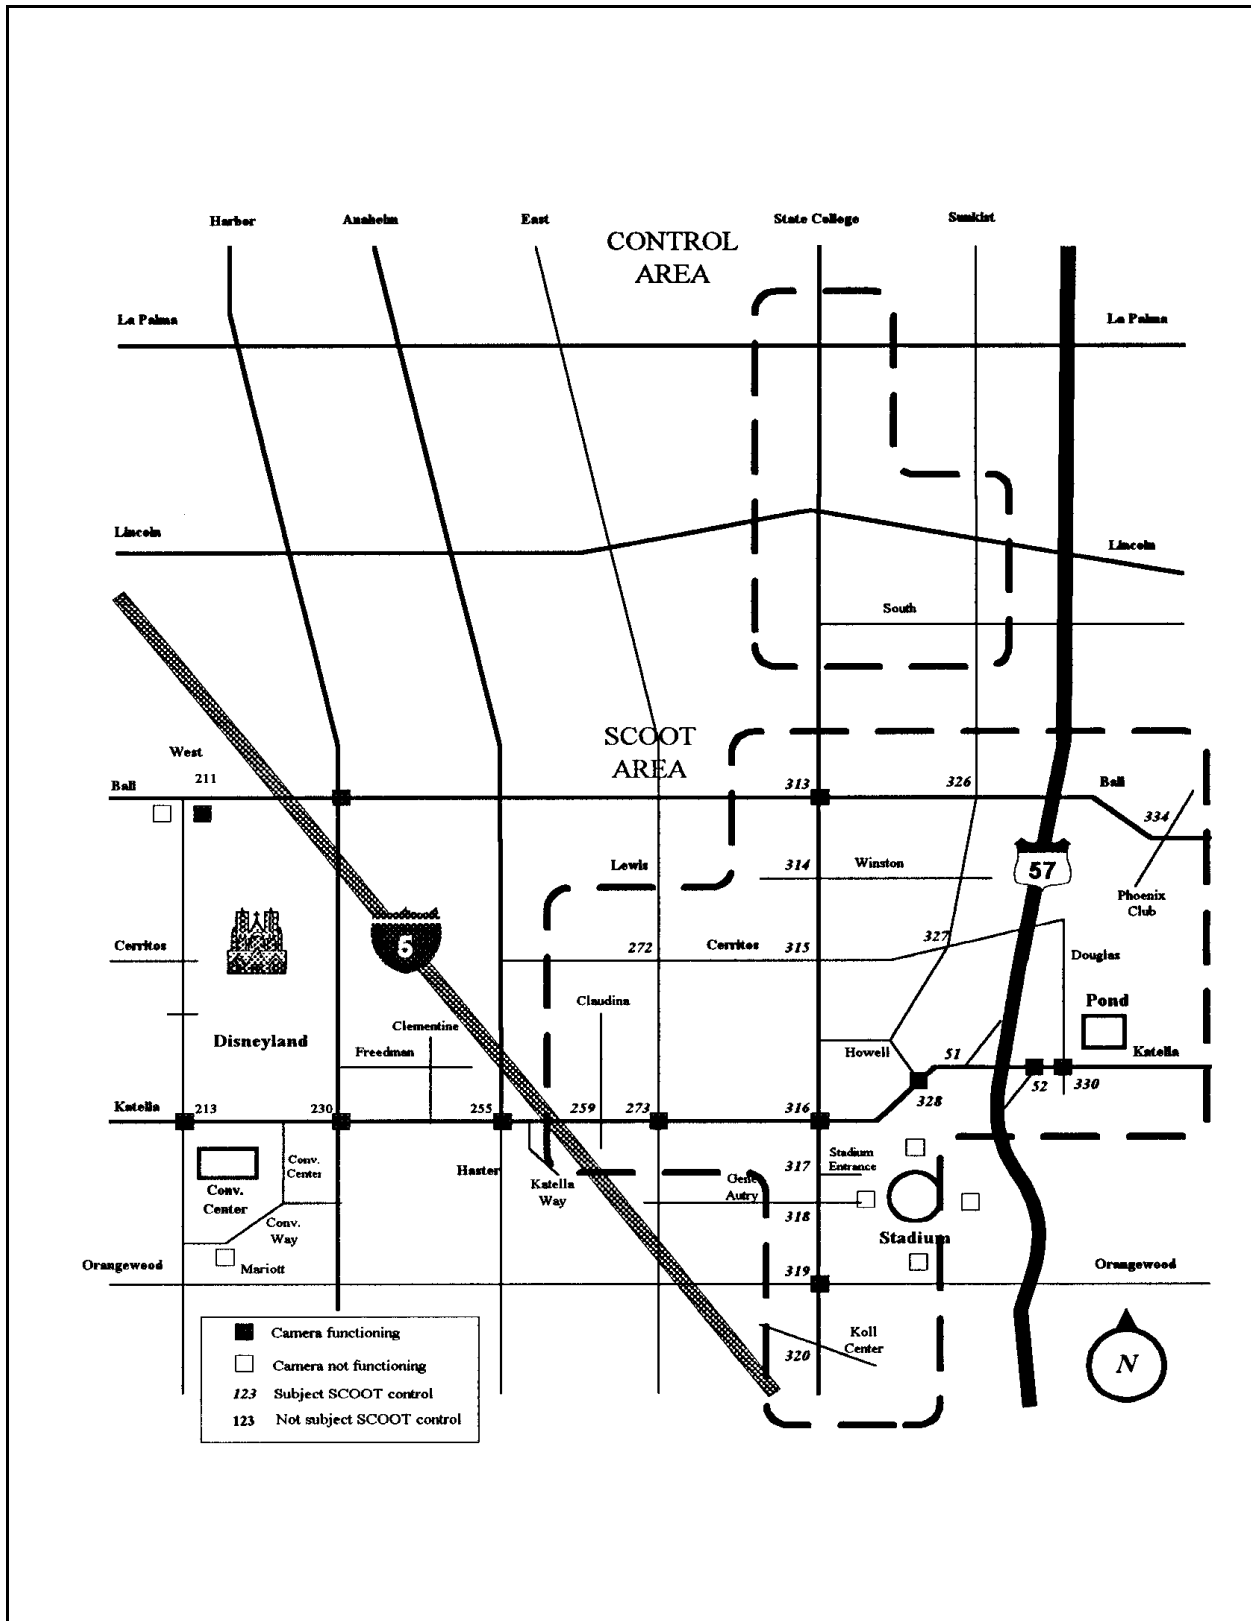 Harbor
Anaheim
East
State College
Sunkist
CONTROL
AREA
La Palma
La Palma
Lincoln
Lincoln
South
SCOOT
AREA
West
211
Ball
313
326
Ball
334
Lewis
314
Winston
57
Phoenix
Club
5
Cerritos
272
Cerritos
315
327
Douglas
Claudina
Pond
Clementine
Disneyland
Freedman
Howell
51
Katella
52
330
328
Katella
213
230
255
259
273
316
Conv.
Center
Haster
317
Stadium
Entrance
Conv.
Center
Katella
Way
Gene
Autry
318
Conv.
Way
Stadium
Orangewood
Mariott
319
Orangewood
Koll
Center
320
Camera functioning
Camera not functioning
123 Subject SCOOT control
123 Not subject SCOOT control
N